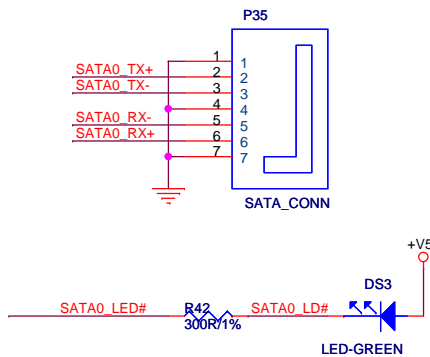 P35
1 1
SATA0_TX+ 2 2
SATA0_TX- 3 3
4 4
SATA0_RX- 5 5
SATA0_RX+ 6 6
7 7
SATA_CONN
+V5
DS3
SATA0_LED# R42 SATA0_LD#
300R/1%
LED-GREEN